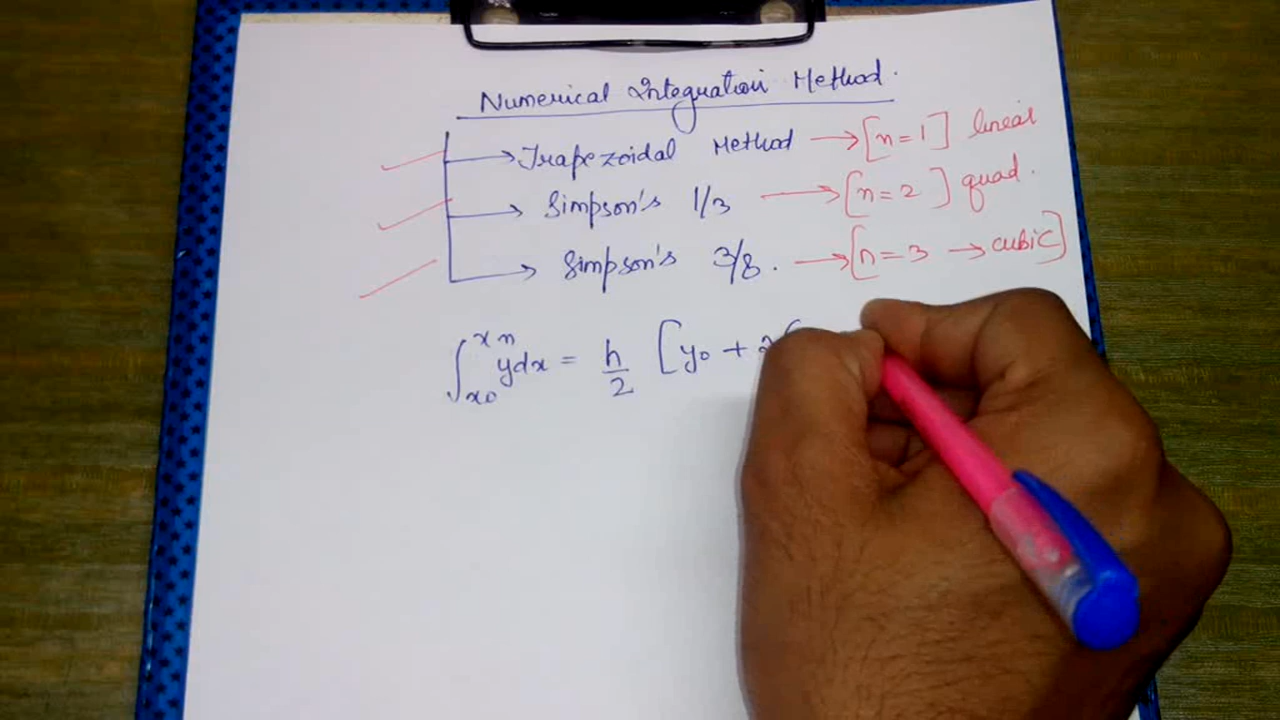 Numerical Integration Method.
Trapezoidal Method → [n=1] linear
Simpson's 1/3 → [n=2] quad.
Simpson's 3/8. → [n=3 → cubic]
∫x0xn ydx = h/2 [y0 + 2(